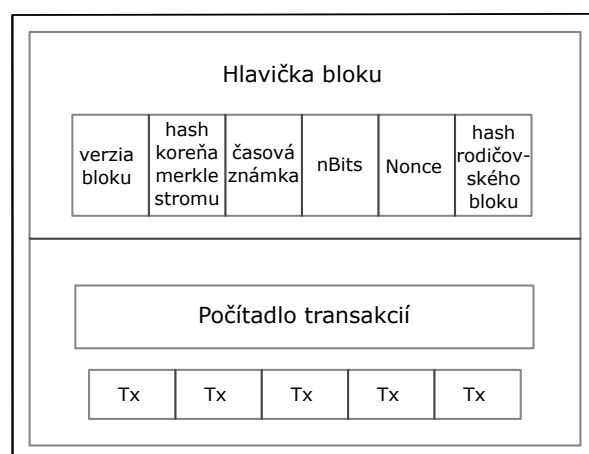 Hlavička bloku
verzia
bloku
hash
koreňa
merkle
stromu
časová
známka
nBits
Nonce
hash
rodičov-
ského
bloku
Počítadlo transakcií
Tx
Tx
Tx
Tx
Tx